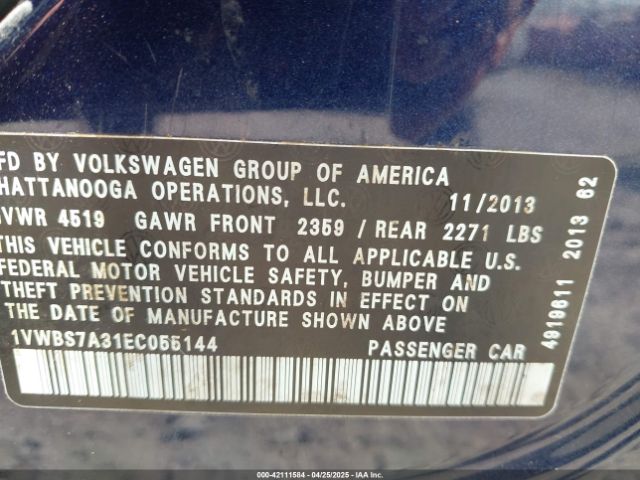 FD BY VOLKSWAGEN GROUP OF AMERICA
HATTANOOGA OPERATIONS, LLC. 11/2013
VWR 4519 GAWR FRONT 2359 / REAR 2271 LBS
THIS VEHICLE CONFORMS TO ALL APPLICABLE U.S.
FEDERAL MOTOR VEHICLE SAFETY, BUMPER AND
THEFT PREVENTION STANDARDS IN EFFECT ON
THE DATE OF MANUFACTURE SHOWN ABOVE
1VWBS7A31EC055144 PASSENGER CAR
4919611 2013 62
000-42111584 | 04/25/2025 | IAA Inc.